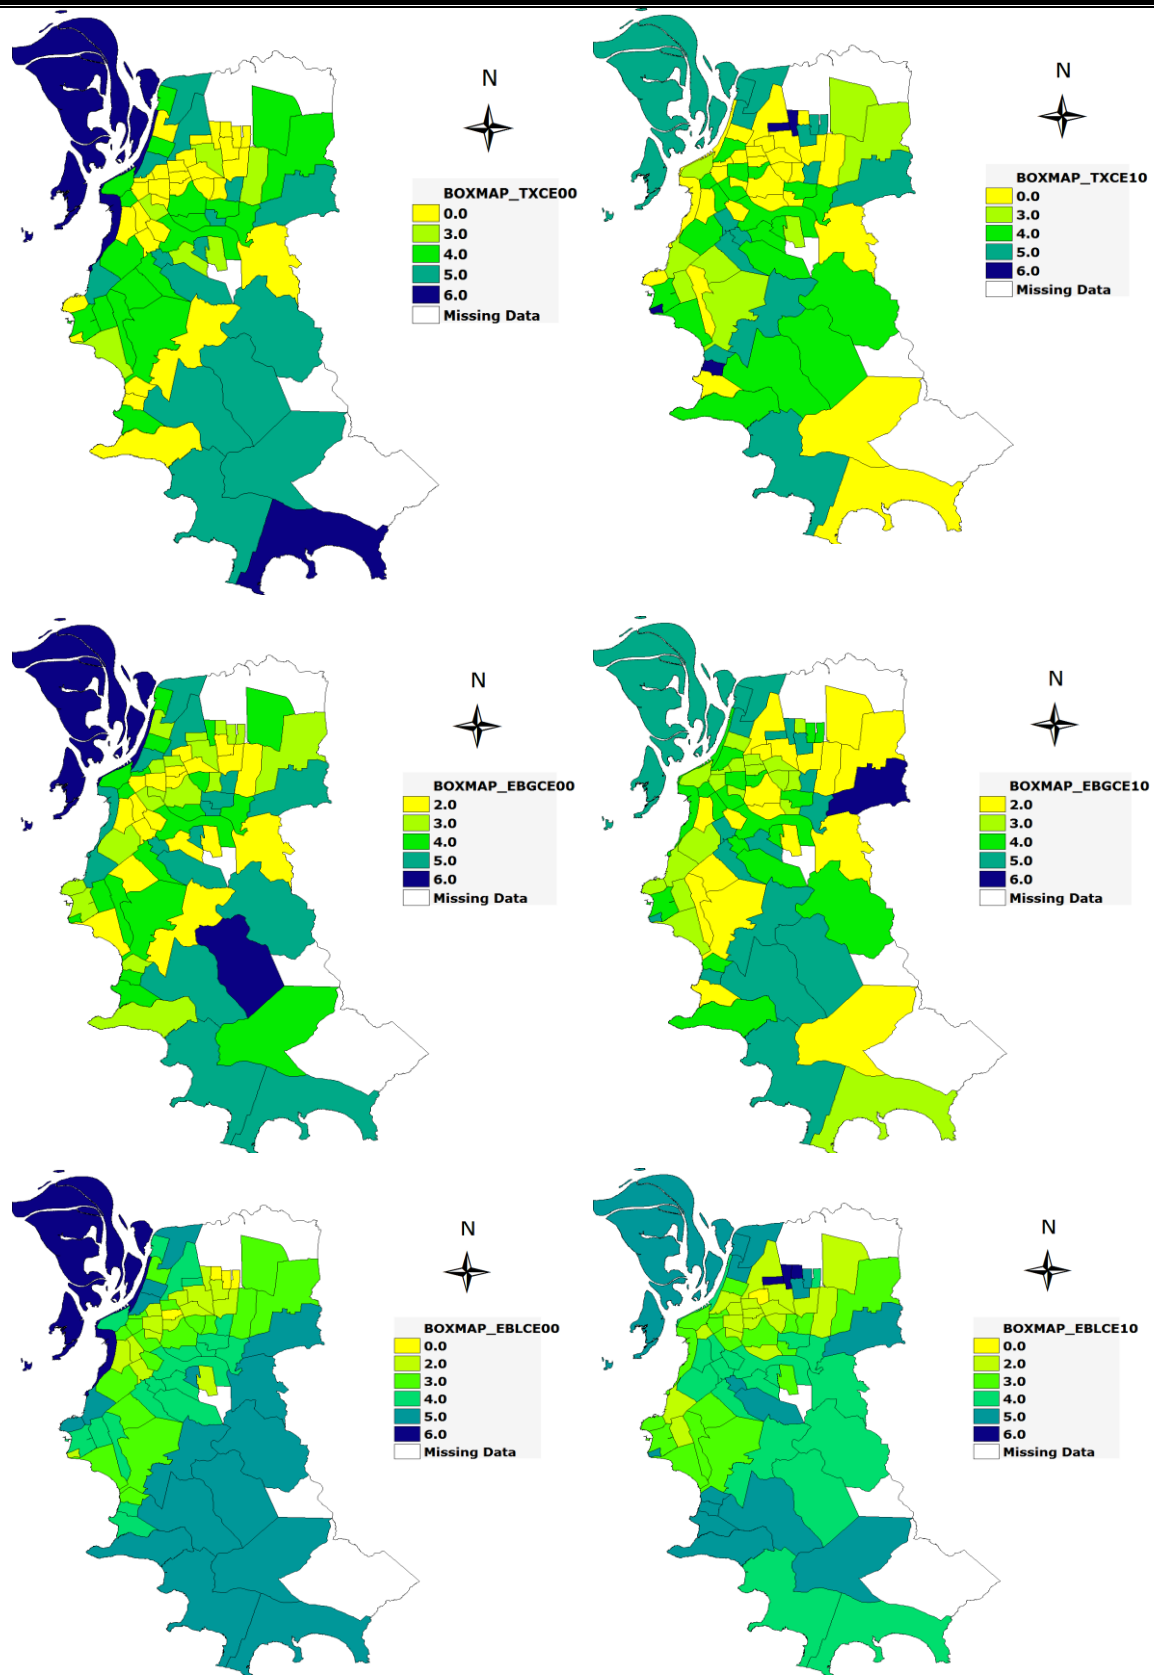 N
BOXMAP_TXCE00
0.0
3.0
4.0
5.0
6.0
Missing Data
N
BOXMAP_TXCE10
0.0
3.0
4.0
5.0
6.0
Missing Data
N
BOXMAP_EBGCE00
2.0
3.0
4.0
5.0
6.0
Missing Data
N
BOXMAP_EBGCE10
2.0
3.0
4.0
5.0
6.0
Missing Data
N
BOXMAP_EBLCE00
0.0
2.0
3.0
4.0
5.0
6.0
Missing Data
N
BOXMAP_EBLCE10
0.0
2.0
3.0
4.0
5.0
6.0
Missing Data